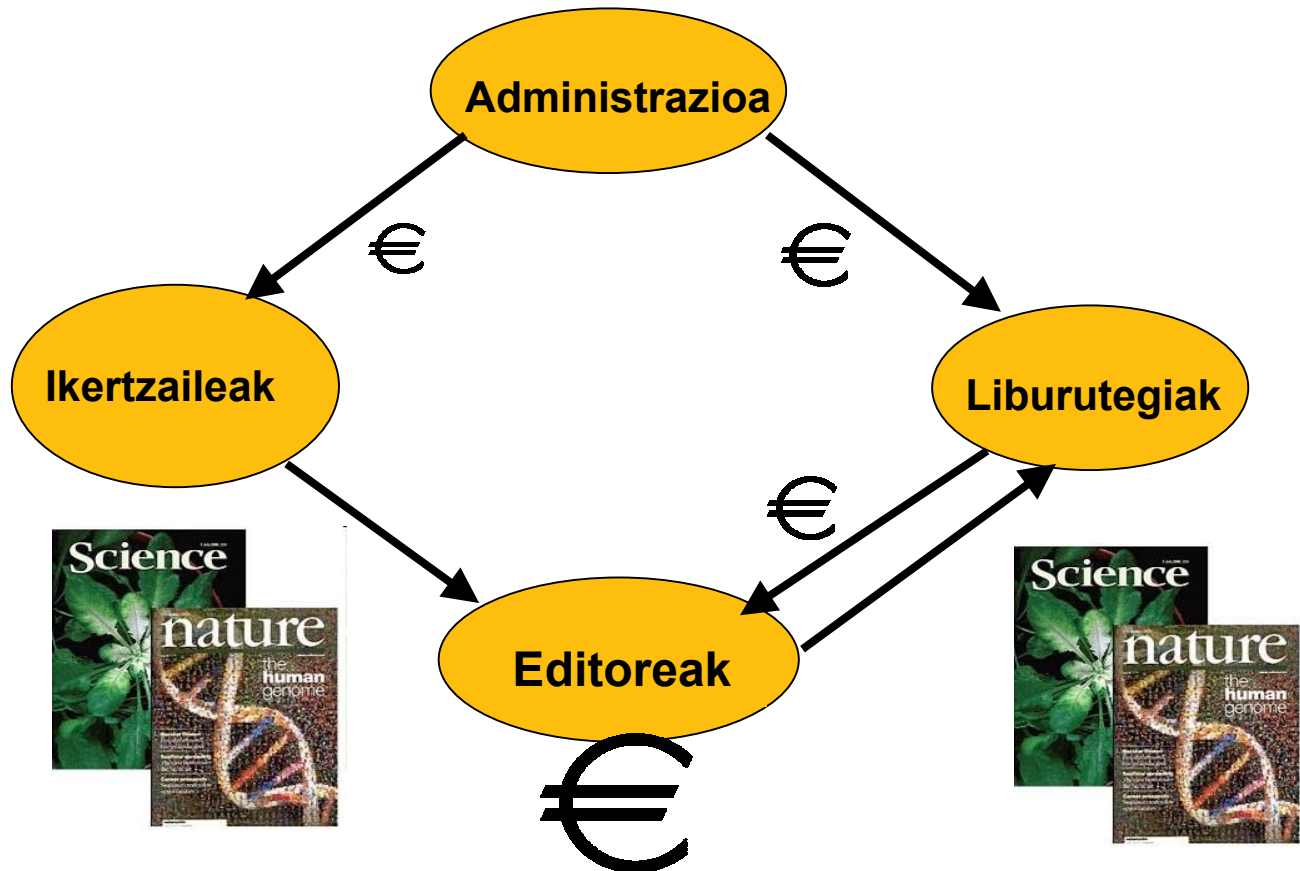 Administrazioa
€
€
Ikertzaileak
Liburutegiak
€
Science
nature
the
human
genome
Editoreak
€
Science
nature
the
human
genome